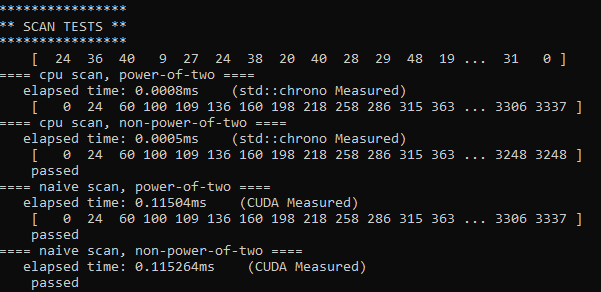 ****************
** SCAN TESTS **
****************
    [  24  36  40   9  27  24  38  20  40  28  29  48  19 ...  31   0 ]
==== cpu scan, power-of-two ====
   elapsed time: 0.0008ms    (std::chrono Measured)
    [   0  24  60 100 109 136 160 198 218 258 286 315 363 ... 3306 3337 ]
==== cpu scan, non-power-of-two ====
   elapsed time: 0.0005ms    (std::chrono Measured)
    [   0  24  60 100 109 136 160 198 218 258 286 315 363 ... 3248 3248 ]
    passed
==== naive scan, power-of-two ====
   elapsed time: 0.11504ms    (CUDA Measured)
    [   0  24  60 100 109 136 160 198 218 258 286 315 363 ... 3306 3337 ]
    passed
==== naive scan, non-power-of-two ====
   elapsed time: 0.115264ms    (CUDA Measured)
    passed